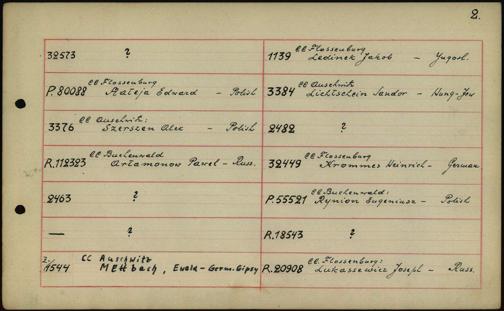 2.
32573 ?
1139 CC Flossenburg
Ledinek Jakob - Yugosl.
P.80088 CC Flossenburg
Mateja Edward - Polish
3384 CC Auschwitz
Lichtschein Sandor - Hung-Jew
3376 CC Auschwitz:
Szerszen Alex - Polish
2482 ?
R.112323 CC Buchenwald
Artamonow Pawel - Russ.
32449 CC Flossenburg
Krommes Heinrich - German
2463 ?
P.55521 CC Buchenwald:
Rynion Eugeniusz - Polish
— ?
R.18543 ?
Z.
1544 CC Auschwitz
Mettbach, Ewald - Germ. Gipsy
R.20908 CC Flossenburg:
Lukassewicz Joseph - Russ.